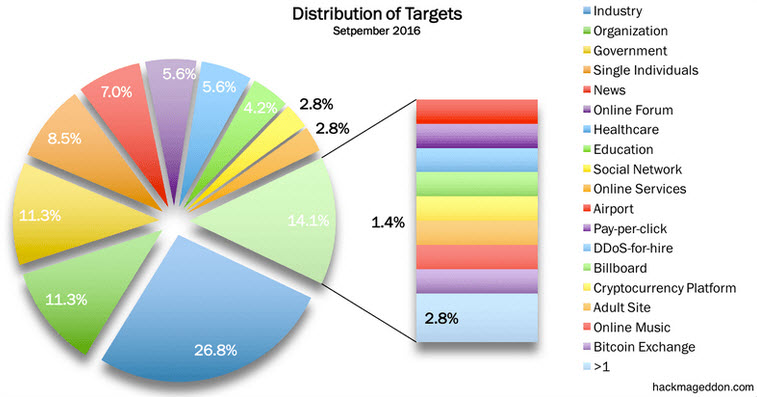 Distribution of Targets
Setpember 2016
26.8%
11.3%
11.3%
8.5%
7.0%
5.6%
5.6%
4.2%
2.8%
2.8%
14.1%
1.4%
2.8%
Industry
Organization
Government
Single Individuals
News
Online Forum
Healthcare
Education
Social Network
Online Services
Airport
Pay-per-click
DDoS-for-hire
Billboard
Cryptocurrency Platform
Adult Site
Online Music
Bitcoin Exchange
>1
hackmageddon.com